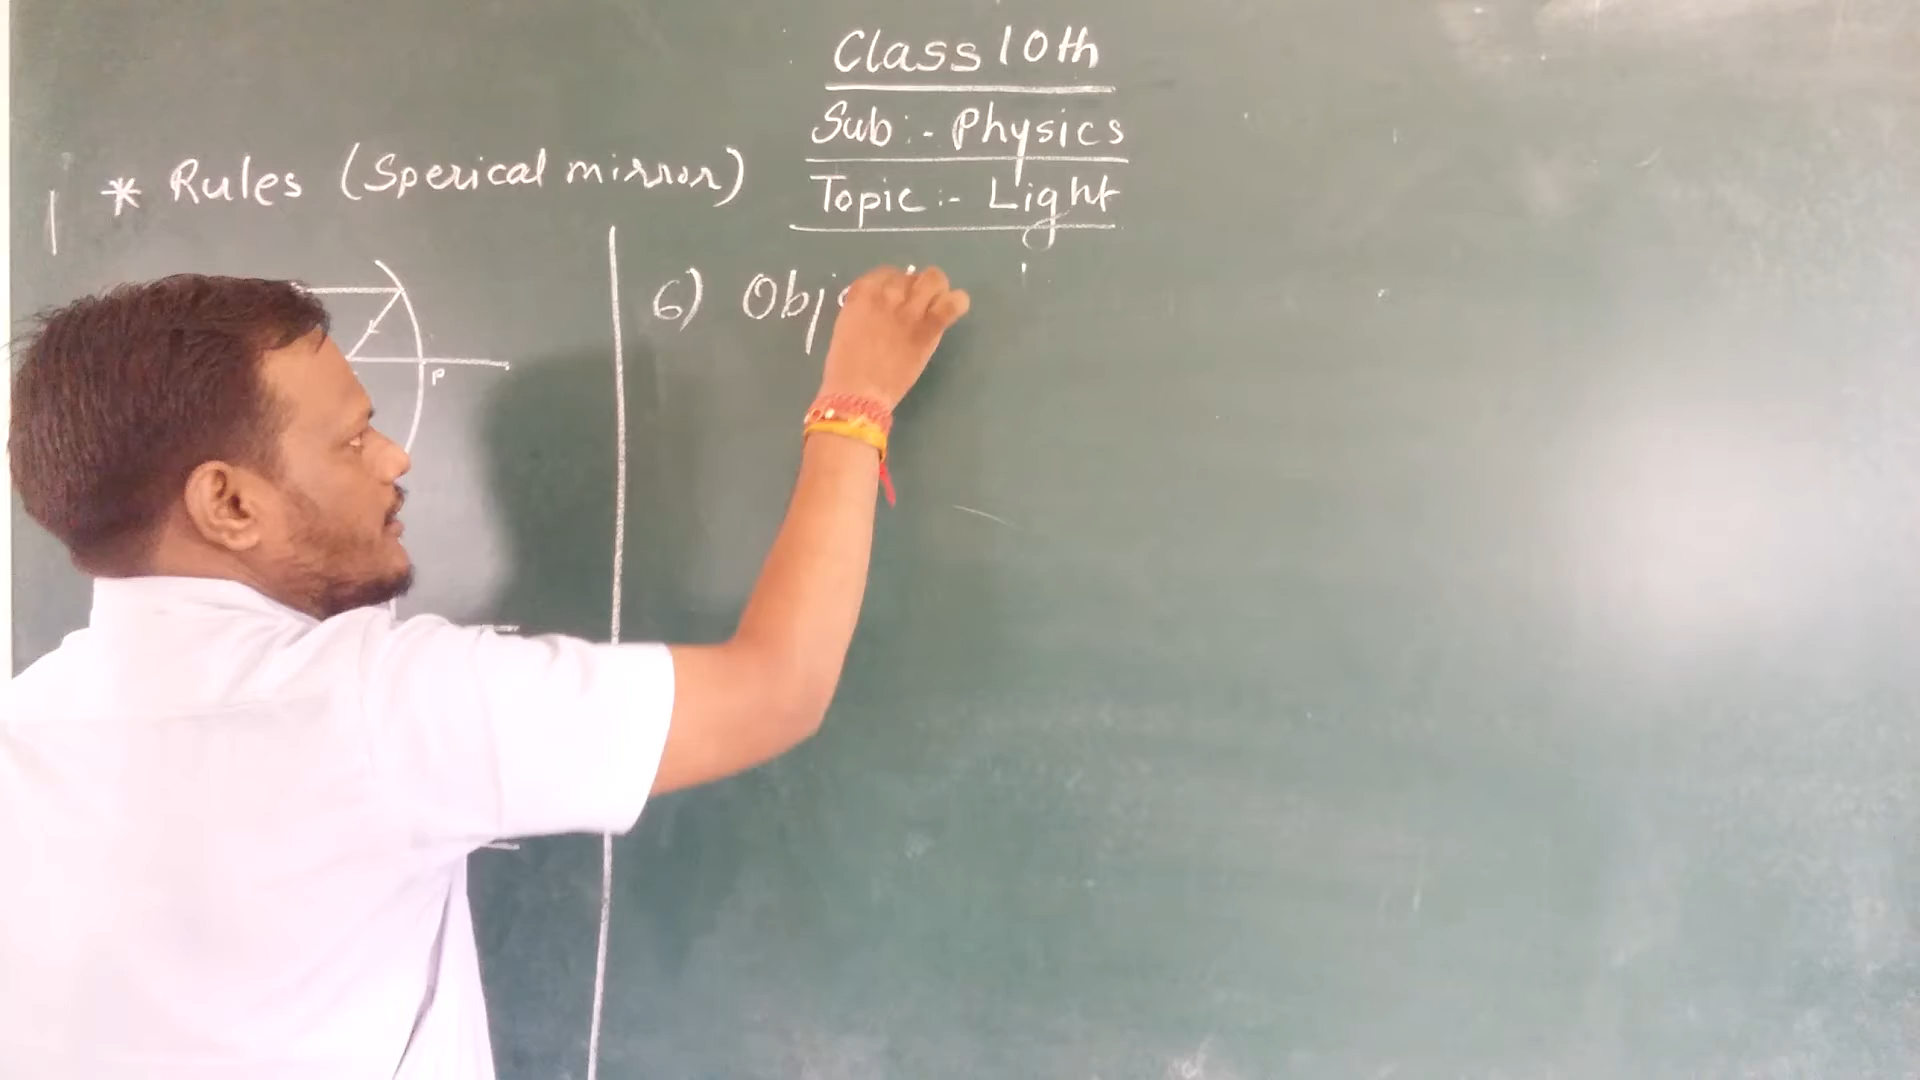 Class 10th
Sub:- Physics
Topic:- Light
* Rules (Sperical mirror)
P
6) Obj